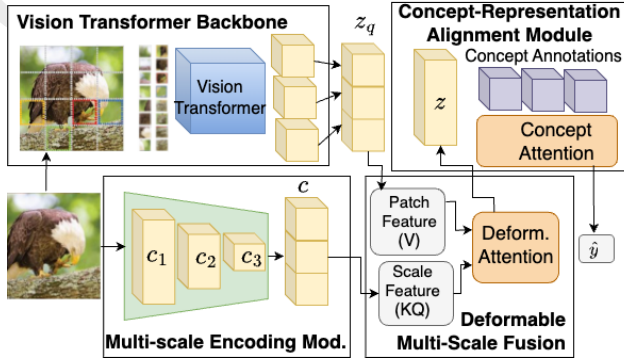 Vision Transformer Backbone
Vision
Transformer
z_q
Concept-Representation
Alignment Module
Concept Annotations
z
Concept
Attention
ŷ
c_1
c_2
c_3
c
Multi-scale Encoding Mod.
Patch
Feature
(V)
Scale
Feature
(KQ)
Deform.
Attention
Deformable
Multi-Scale Fusion